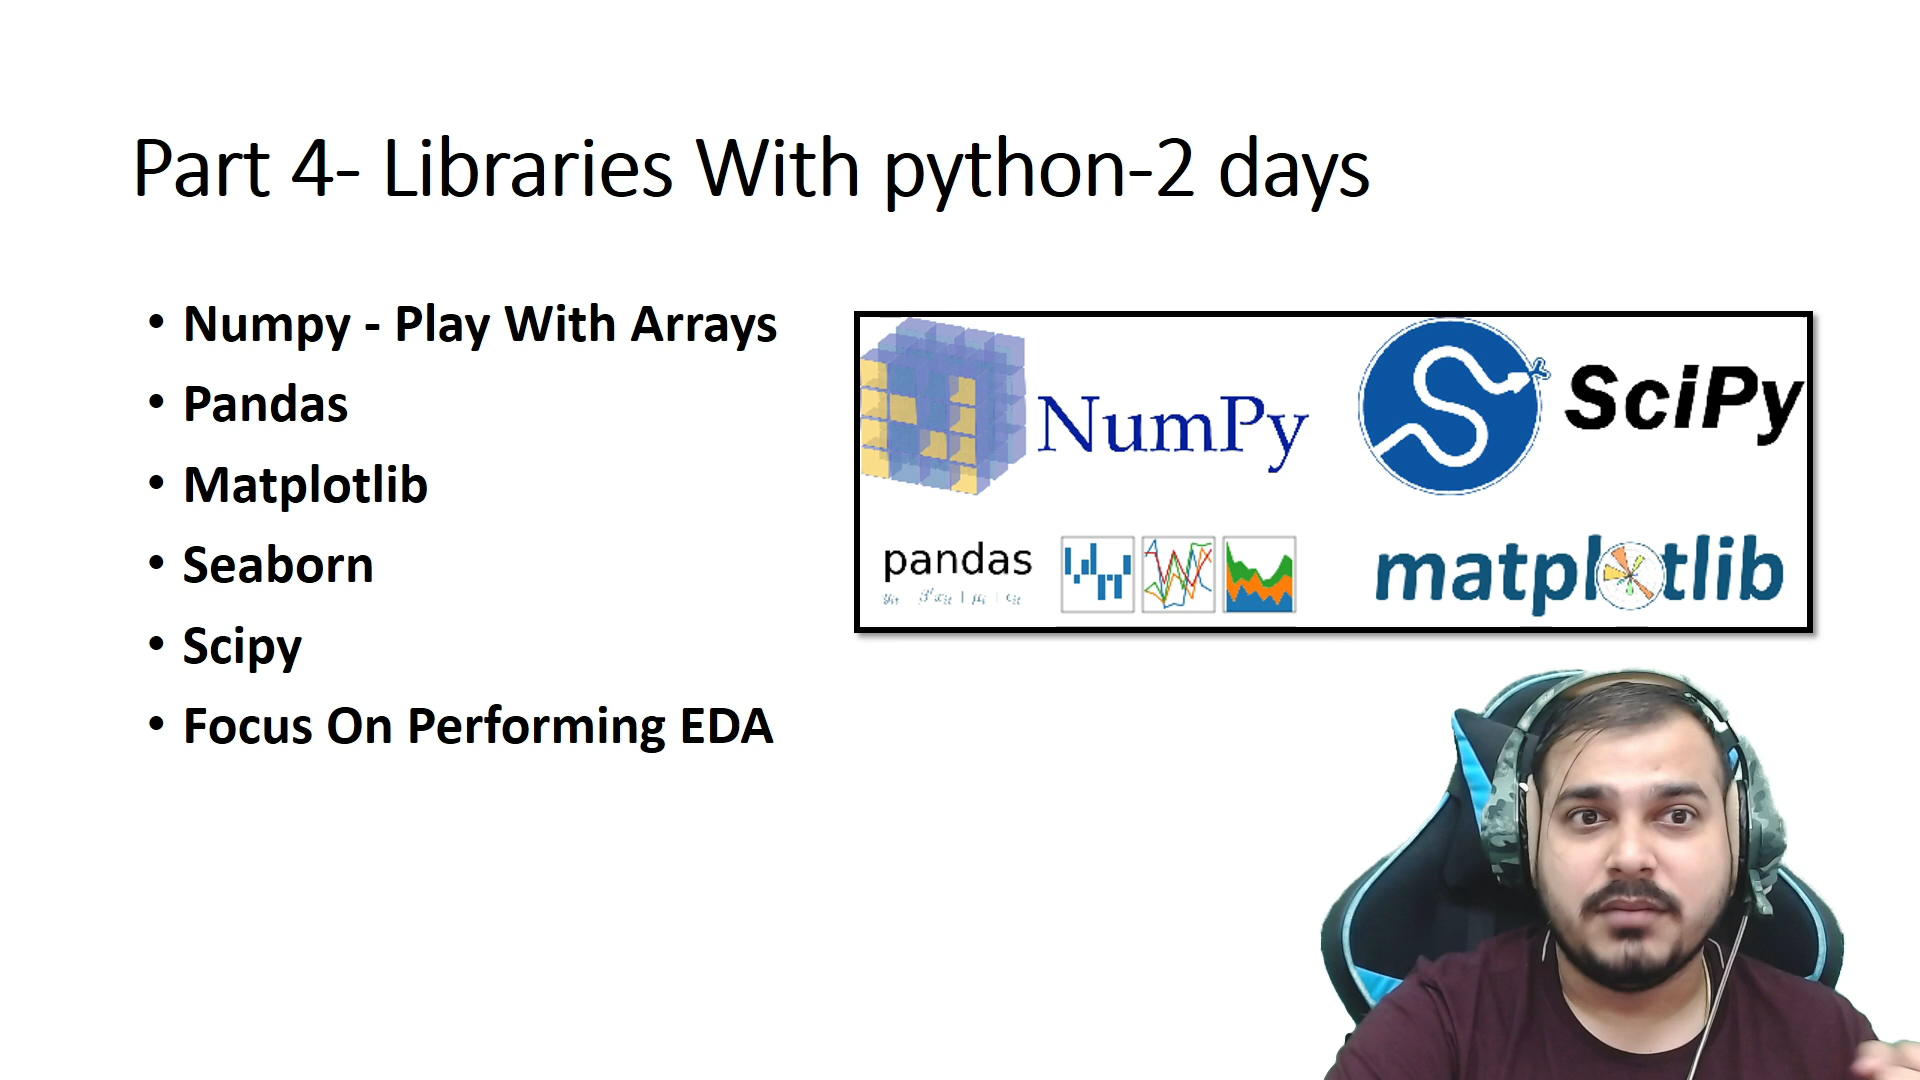 Part 4- Libraries With python-2 days
• Numpy - Play With Arrays
• Pandas
• Matplotlib
• Seaborn
• Scipy
• Focus On Performing EDA
NumPy
SciPy
pandas
matplotlib